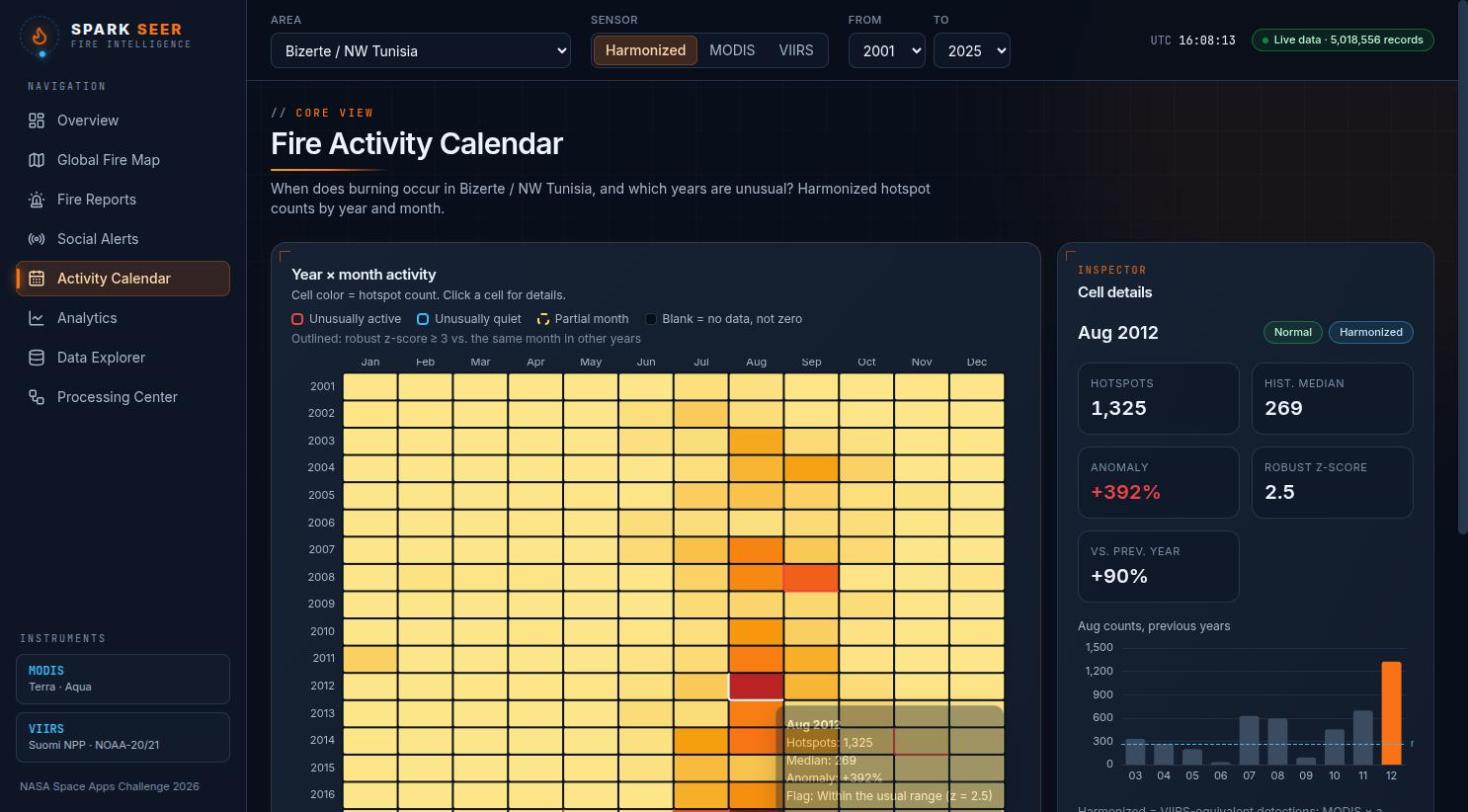 SPARK SEER
FIRE INTELLIGENCE
NAVIGATION
Overview
Global Fire Map
Fire Reports
Social Alerts
Activity Calendar
Analytics
Data Explorer
Processing Center
INSTRUMENTS
MODIS
Terra · Aqua
VIIRS
Suomi NPP · NOAA-20/21
NASA Space Apps Challenge 2026
AREA
Bizerte / NW Tunisia
SENSOR
Harmonized MODIS VIIRS
FROM
2001
TO
2025
UTC 16:08:13
Live data · 5,018,556 records
// CORE VIEW
Fire Activity Calendar
When does burning occur in Bizerte / NW Tunisia, and which years are unusual? Harmonized hotspot
counts by year and month.
Year × month activity
Cell color = hotspot count. Click a cell for details.
Unusually active Unusually quiet Partial month Blank = no data, not zero
Outlined: robust z-score ≥ 3 vs. the same month in other years
Jan Feb Mar Apr May Jun Jul Aug Sep Oct Nov Dec
2001
2002
2003
2004
2005
2006
2007
2008
2009
2010
2011
2012
2013
2014
2015
2016
Aug 2012
Hotspots: 1,325
Median: 269
Anomaly: +392%
Flag: Within the usual range (z = 2.5)
INSPECTOR
Cell details
Aug 2012
Normal
Harmonized
HOTSPOTS
1,325
HIST. MEDIAN
269
ANOMALY
+392%
ROBUST Z-SCORE
2.5
VS. PREV. YEAR
+90%
Aug counts, previous years
1,500
1,200
900
600
300
0
03 04 05 06 07 08 09 10 11 12
Harmonized = VIIRS-equivalent detections: MODIS × a